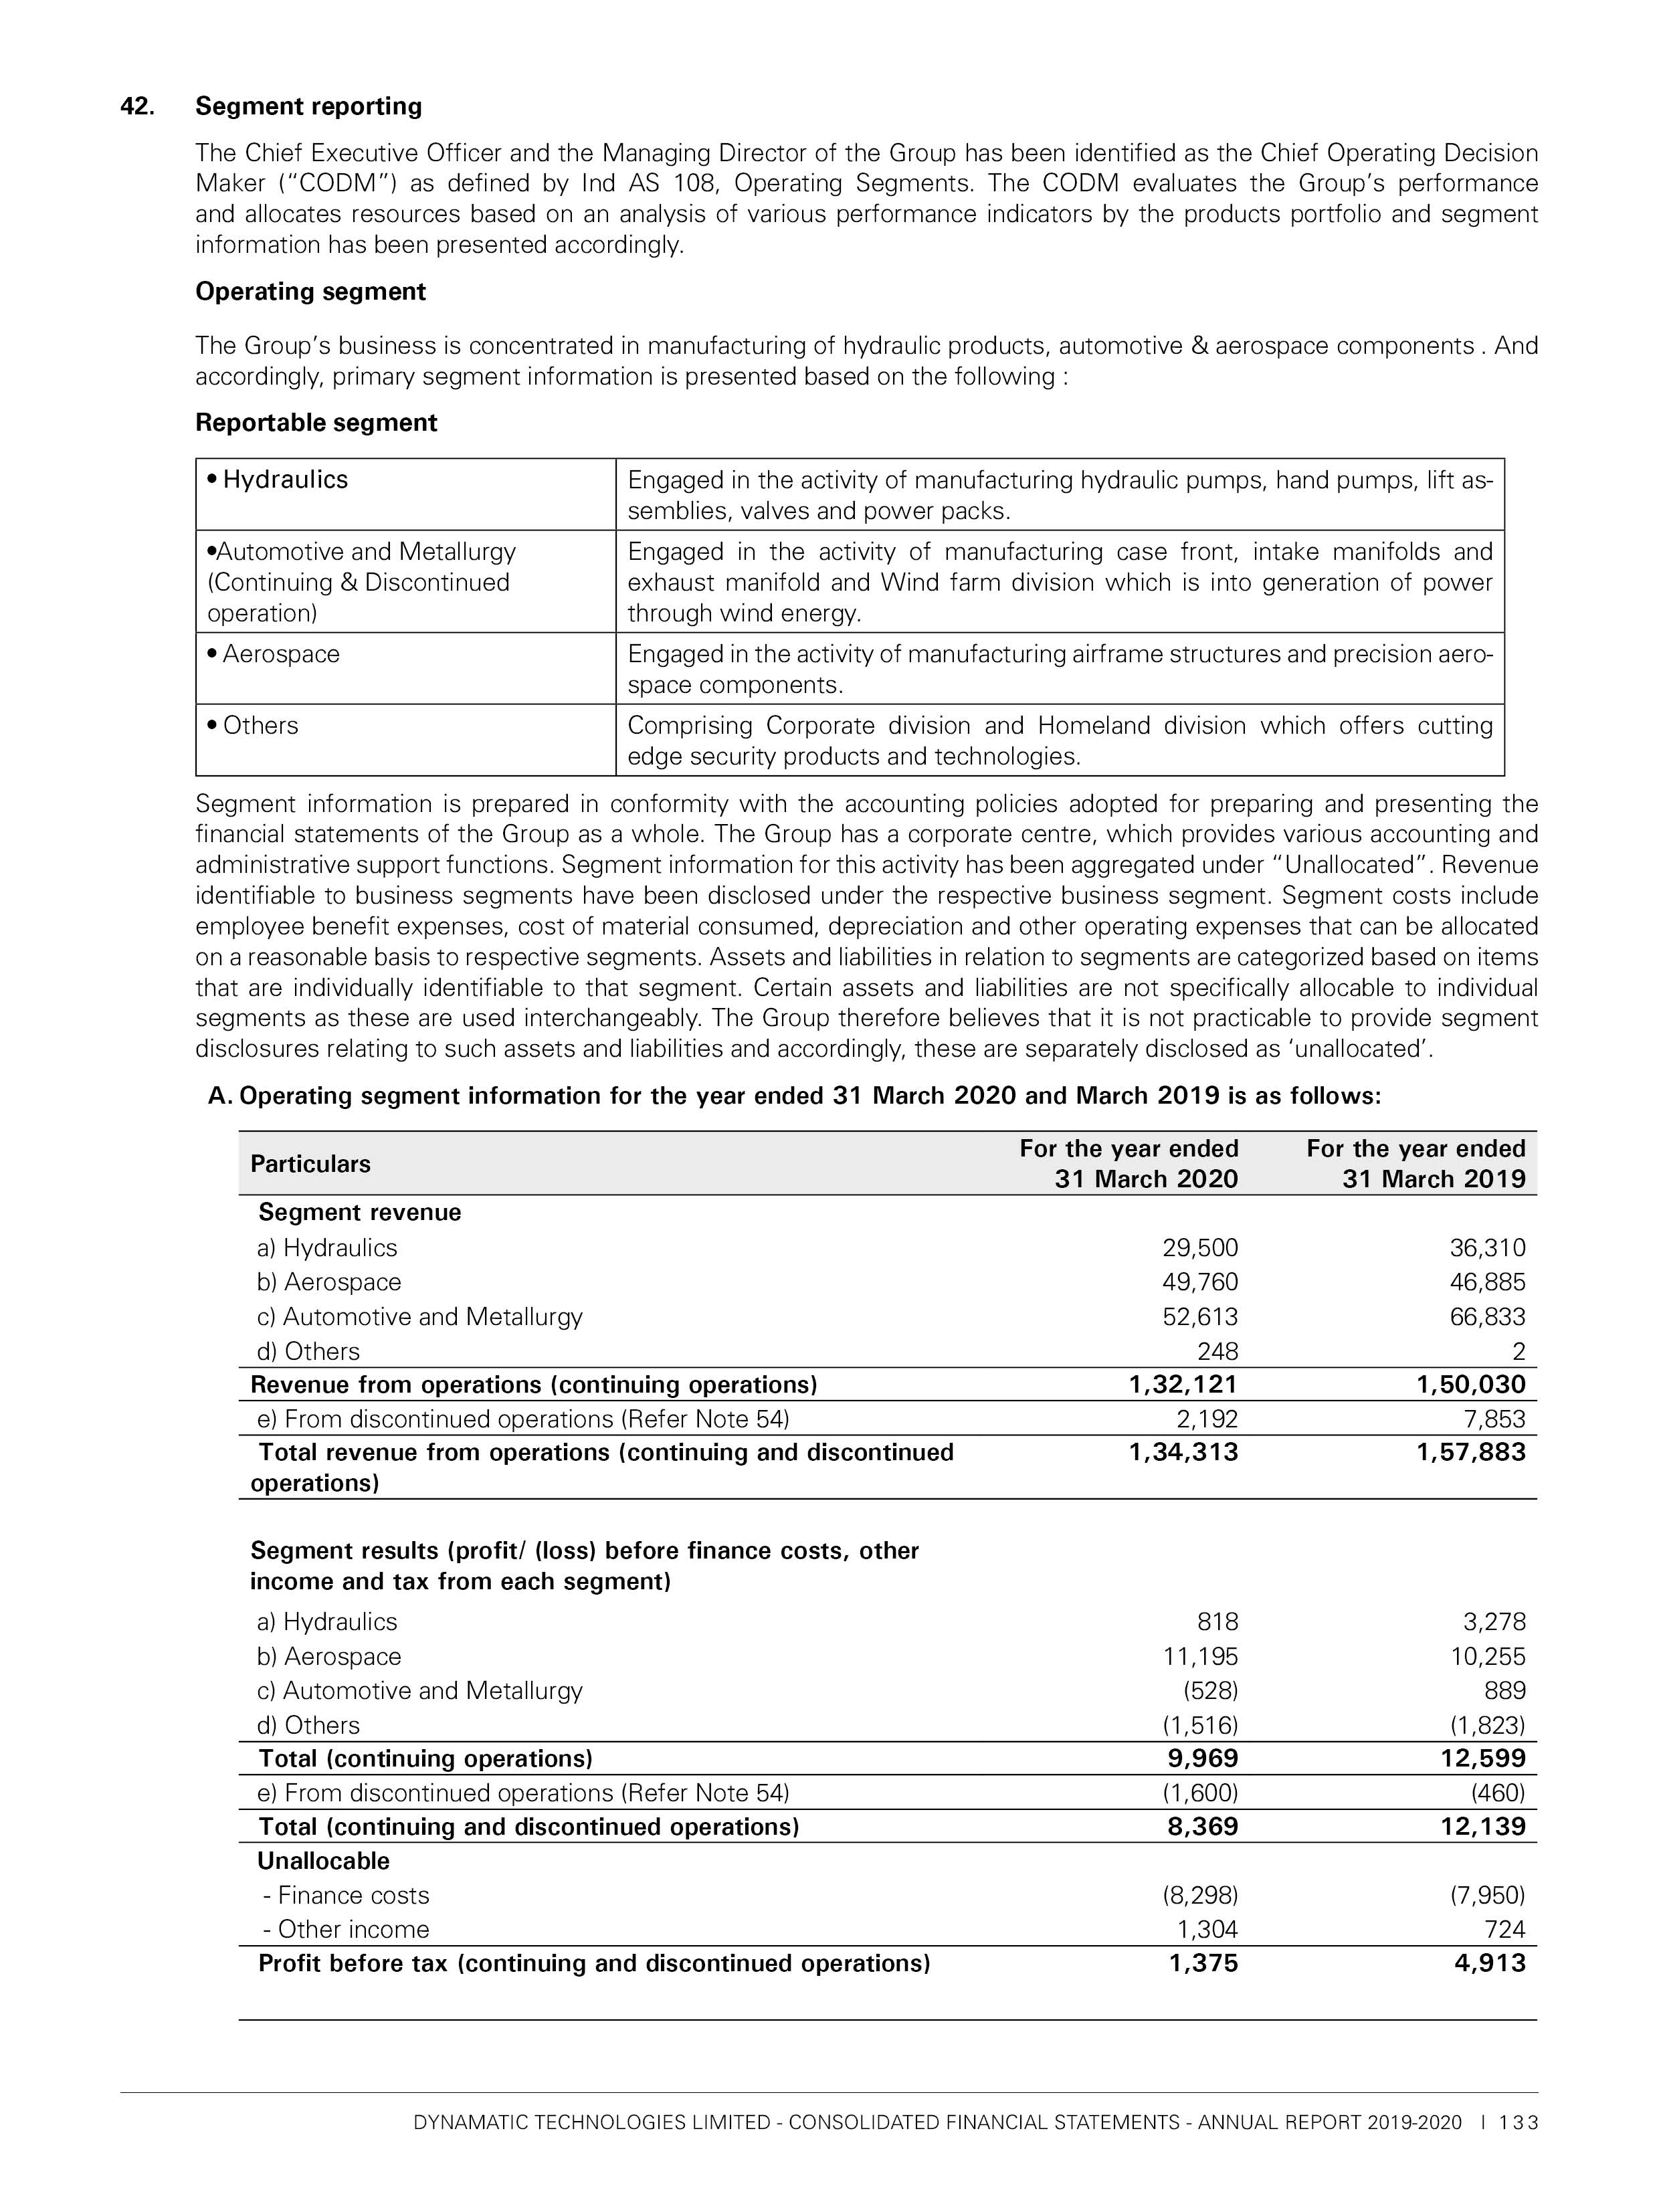 42. Segment reporting
The Chief Executive Officer and the Managing Director of the Group has been identified as the Chief Operating Decision
Maker (“CODM”) as defined by Ind AS 108, Operating Segments. The CODM evaluates the Group’s performance
and allocates resources based on an analysis of various performance indicators by the products portfolio and segment
information has been presented accordingly.
Operating segment
The Group’s business is concentrated in manufacturing of hydraulic products, automotive & aerospace components . And
accordingly, primary segment information is presented based on the following :
Reportable segment
• Hydraulics
Engaged in the activity of manufacturing hydraulic pumps, hand pumps, lift as-
semblies, valves and power packs.
•Automotive and Metallurgy
(Continuing & Discontinued
operation)
Engaged in the activity of manufacturing case front, intake manifolds and
exhaust manifold and Wind farm division which is into generation of power
through wind energy.
• Aerospace
Engaged in the activity of manufacturing airframe structures and precision aero-
space components.
• Others
Comprising Corporate division and Homeland division which offers cutting
edge security products and technologies.
Segment information is prepared in conformity with the accounting policies adopted for preparing and presenting the
financial statements of the Group as a whole. The Group has a corporate centre, which provides various accounting and
administrative support functions. Segment information for this activity has been aggregated under “Unallocated”. Revenue
identifiable to business segments have been disclosed under the respective business segment. Segment costs include
employee benefit expenses, cost of material consumed, depreciation and other operating expenses that can be allocated
on a reasonable basis to respective segments. Assets and liabilities in relation to segments are categorized based on items
that are individually identifiable to that segment. Certain assets and liabilities are not specifically allocable to individual
segments as these are used interchangeably. The Group therefore believes that it is not practicable to provide segment
disclosures relating to such assets and liabilities and accordingly, these are separately disclosed as ‘unallocated’.
A. Operating segment information for the year ended 31 March 2020 and March 2019 is as follows:
Particulars For the year ended 31 March 2020 For the year ended 31 March 2019
Segment revenue
a) Hydraulics 29,500 36,310
b) Aerospace 49,760 46,885
c) Automotive and Metallurgy 52,613 66,833
d) Others 248 2
Revenue from operations (continuing operations) 1,32,121 1,50,030
e) From discontinued operations (Refer Note 54) 2,192 7,853
Total revenue from operations (continuing and discontinued 1,34,313 1,57,883
operations)
Segment results (profit/ (loss) before finance costs, other
income and tax from each segment)
a) Hydraulics 818 3,278
b) Aerospace 11,195 10,255
c) Automotive and Metallurgy (528) 889
d) Others (1,516) (1,823)
Total (continuing operations) 9,969 12,599
e) From discontinued operations (Refer Note 54) (1,600) (460)
Total (continuing and discontinued operations) 8,369 12,139
Unallocable
- Finance costs (8,298) (7,950)
- Other income 1,304 724
Profit before tax (continuing and discontinued operations) 1,375 4,913
DYNAMATIC TECHNOLOGIES LIMITED - CONSOLIDATED FINANCIAL STATEMENTS - ANNUAL REPORT 2019-2020 I 133